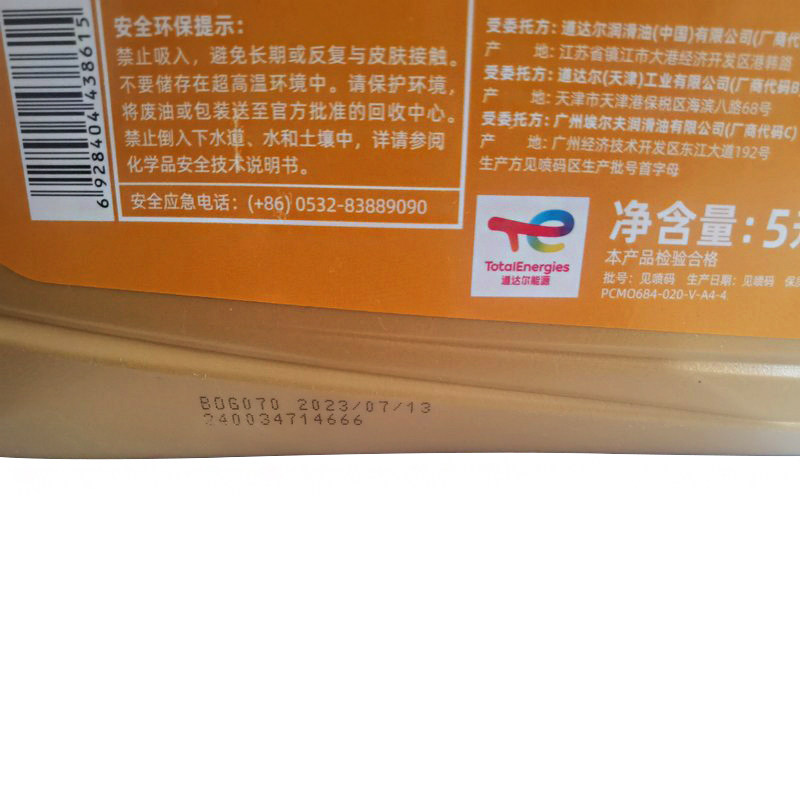 6 928404 438615
安全环保提示：
禁止吸入，避免长期或反复与皮肤接触。
不要储存在超高温环境中。请保护环境，
将废油或包装送至官方批准的回收中心。
禁止倒入下水道、水和土壤中，详请参阅
化学品安全技术说明书。
安全应急电话：(+86) 0532-83889090
受委托方：道达尔润滑油(中国)有限公司(厂商代
产 地：江苏省镇江市大港经济开发区港韩路
受委托方：道达尔(天津)工业有限公司(厂商代码B
产 地：天津市天津港保税区海滨八路68号
受委托方：广州埃尔夫润滑油有限公司(厂商代码C)
产 地：广州经济技术开发区东江大道192号
生产方见喷码区生产批号首字母
TotalEnergies
道达尔能源
净含量：5
本产品检验合格
批号：见喷码 生产日期：见喷码 保
PCMO684-020-V-A4-4
BOG070 2023/07/13
240034714666